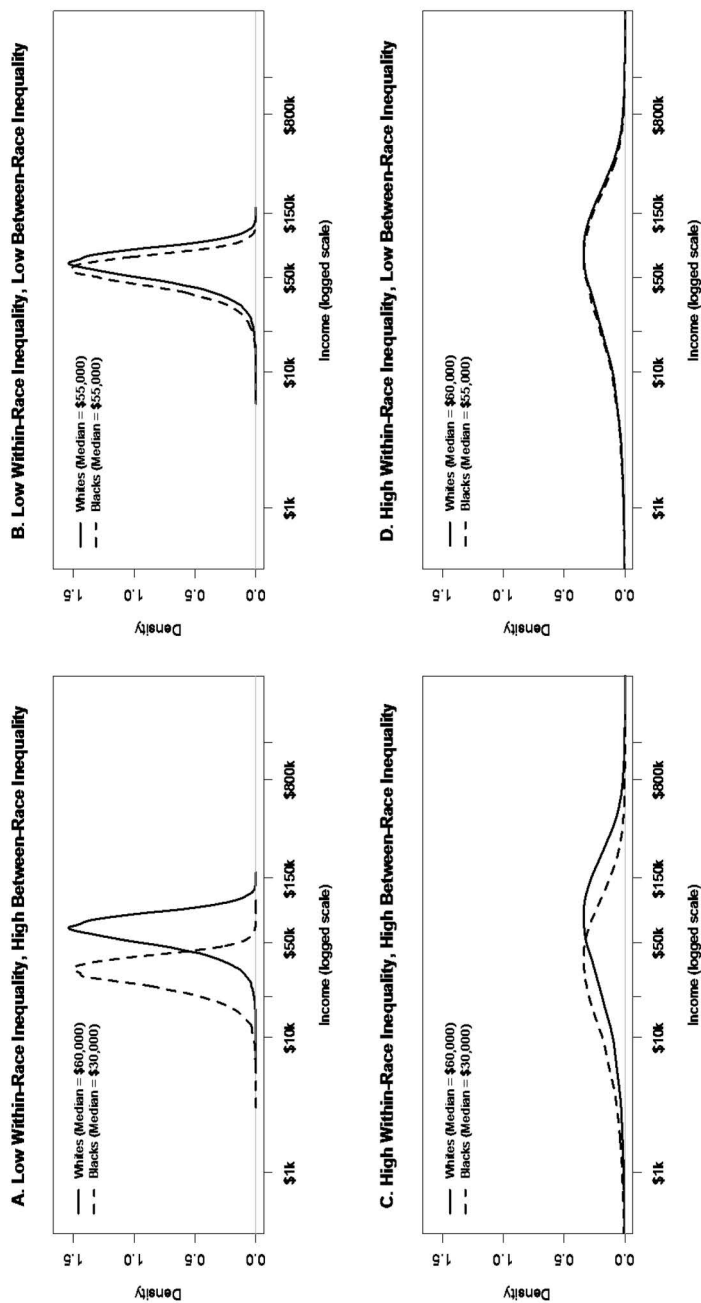 A. Low Within-Race Inequality, High Between-Race Inequality
Whites (Median = $60,000)
Blacks (Median = $30,000)
Density
0.0 0.5 1.0 1.5
$1k $10k $50k $150k $800k
Income (logged scale)
B. Low Within-Race Inequality, Low Between-Race Inequality
Whites (Median = $55,000)
Blacks (Median = $55,000)
Density
0.0 0.5 1.0 1.5
$1k $10k $50k $150k $800k
Income (logged scale)
C. High Within-Race Inequality, High Between-Race Inequality
Whites (Median = $60,000)
Blacks (Median = $30,000)
Density
0.0 0.5 1.0 1.5
$1k $10k $50k $150k $800k
Income (logged scale)
D. High Within-Race Inequality, Low Between-Race Inequality
Whites (Median = $60,000)
Blacks (Median = $55,000)
Density
0.0 0.5 1.0 1.5
$1k $10k $50k $150k $800k
Income (logged scale)